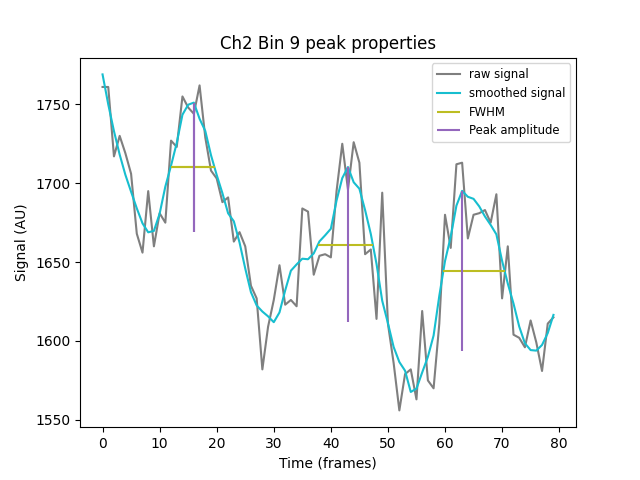 Ch2 Bin 9 peak properties
raw signal
smoothed signal
FWHM
Peak amplitude
Signal (AU)
1750
1700
1650
1600
1550
0 10 20 30 40 50 60 70 80
Time (frames)